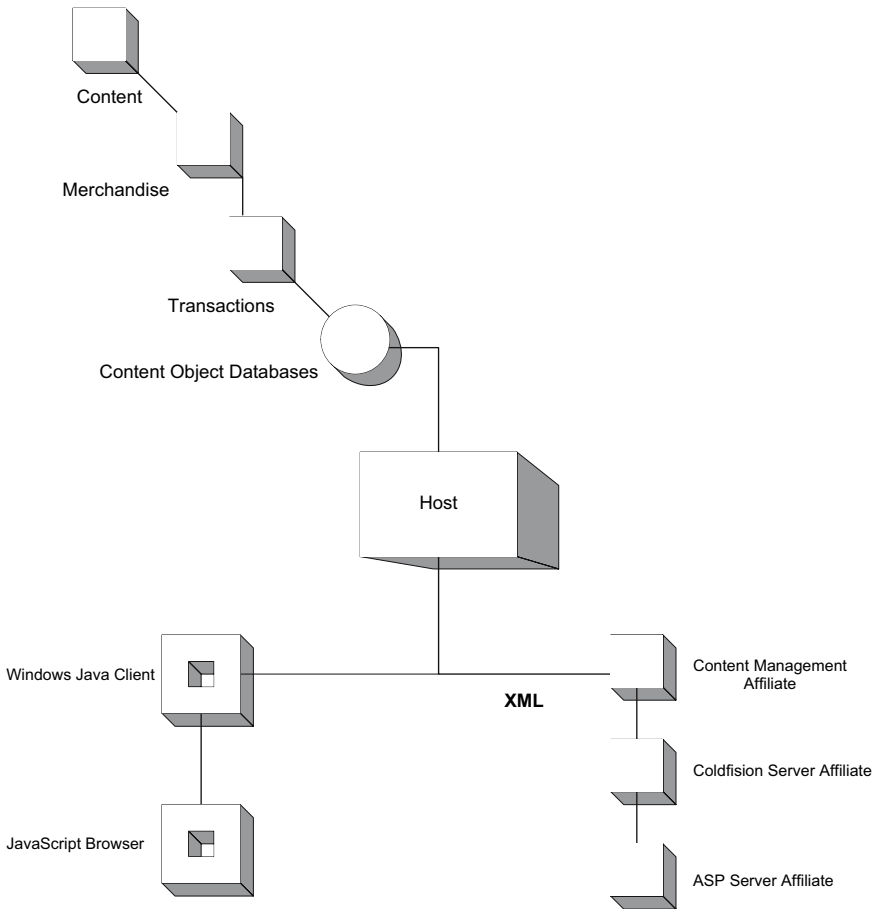 Content
Merchandise
Transactions
Content Object Databases
Host
Windows Java Client
XML
Content Management
Affiliate
Coldfision Server Affiliate
JavaScript Browser
ASP Server Affiliate